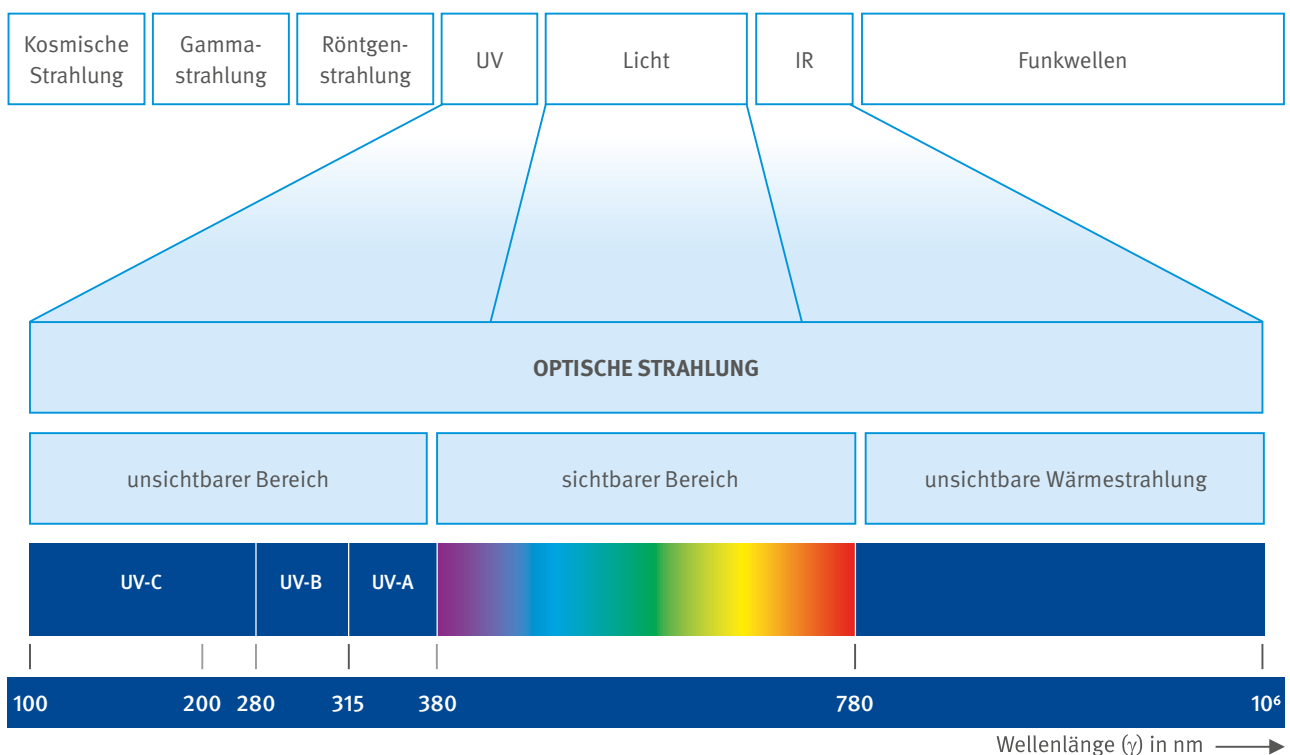 Kosmische
Strahlung
Gamma-
strahlung
Röntgen-
strahlung
UV
Licht
IR
Funkwellen
OPTISCHE STRAHLUNG
unsichtbarer Bereich
sichtbarer Bereich
unsichtbare Wärmestrahlung
UV-C
UV-B
UV-A
100
200
280
315
380
780
10⁶
Wellenlänge (γ) in nm